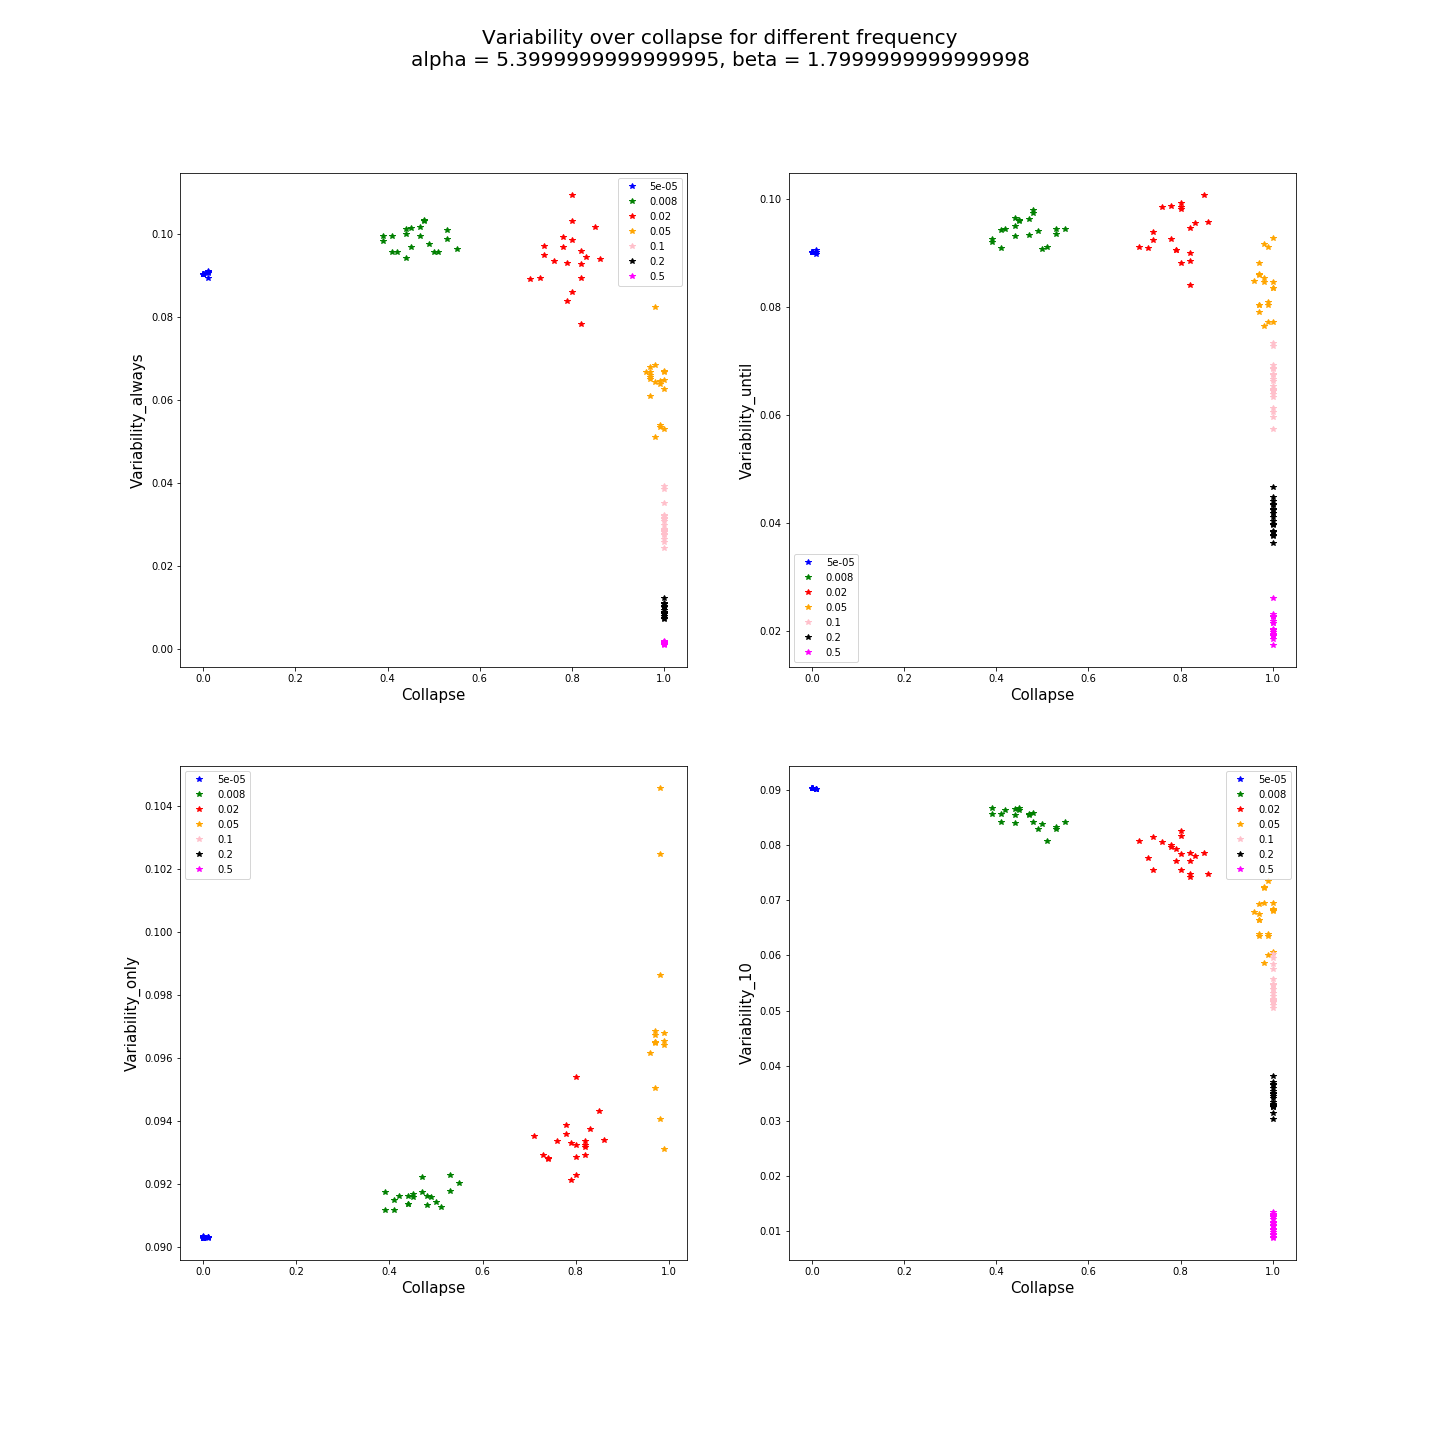 Variability over collapse for different frequency
alpha = 5.3999999999999995, beta = 1.7999999999999998
5e-05
0.008
0.02
0.05
0.1
0.2
0.5
0.10
0.08
0.06
0.04
0.02
0.00
Variability_always
0.0 0.2 0.4 0.6 0.8 1.0
Collapse
0.10
0.08
0.06
0.04
0.02
Variability_until
5e-05
0.008
0.02
0.05
0.1
0.2
0.5
0.0 0.2 0.4 0.6 0.8 1.0
Collapse
5e-05
0.008
0.02
0.05
0.1
0.2
0.5
0.104
0.102
0.100
0.098
0.096
0.094
0.092
0.090
Variability_only
0.0 0.2 0.4 0.6 0.8 1.0
Collapse
5e-05
0.008
0.02
0.05
0.1
0.2
0.5
0.09
0.08
0.07
0.06
0.05
0.04
0.03
0.02
0.01
Variability_10
0.0 0.2 0.4 0.6 0.8 1.0
Collapse